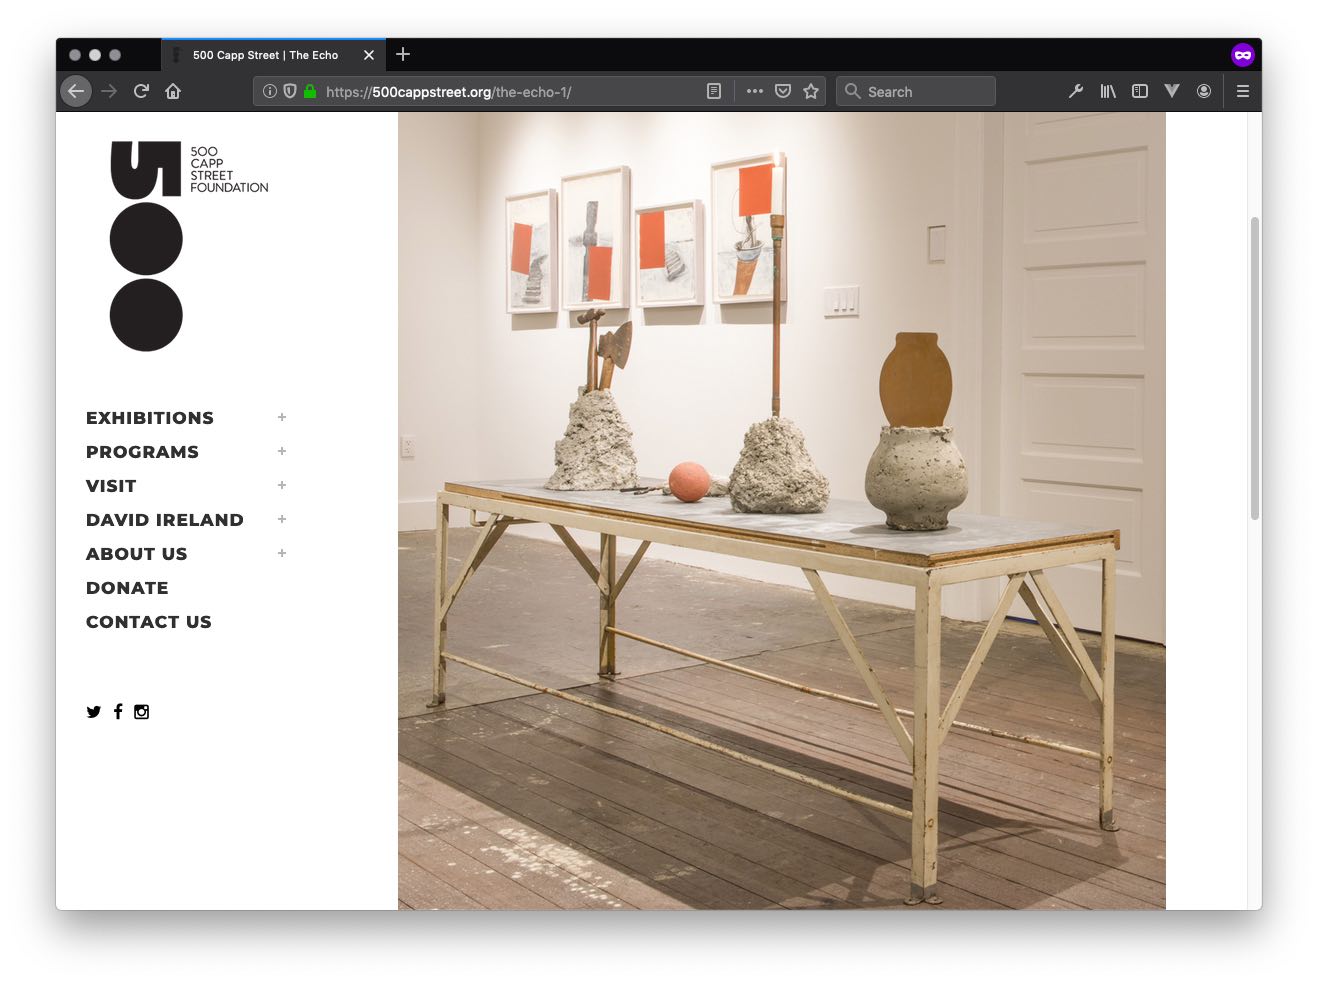 500 Capp Street | The Echo
https://500cappstreet.org/the-echo-1/
Search
500
CAPP
STREET
FOUNDATION
EXHIBITIONS +
PROGRAMS +
VISIT +
DAVID IRELAND +
ABOUT US +
DONATE
CONTACT US